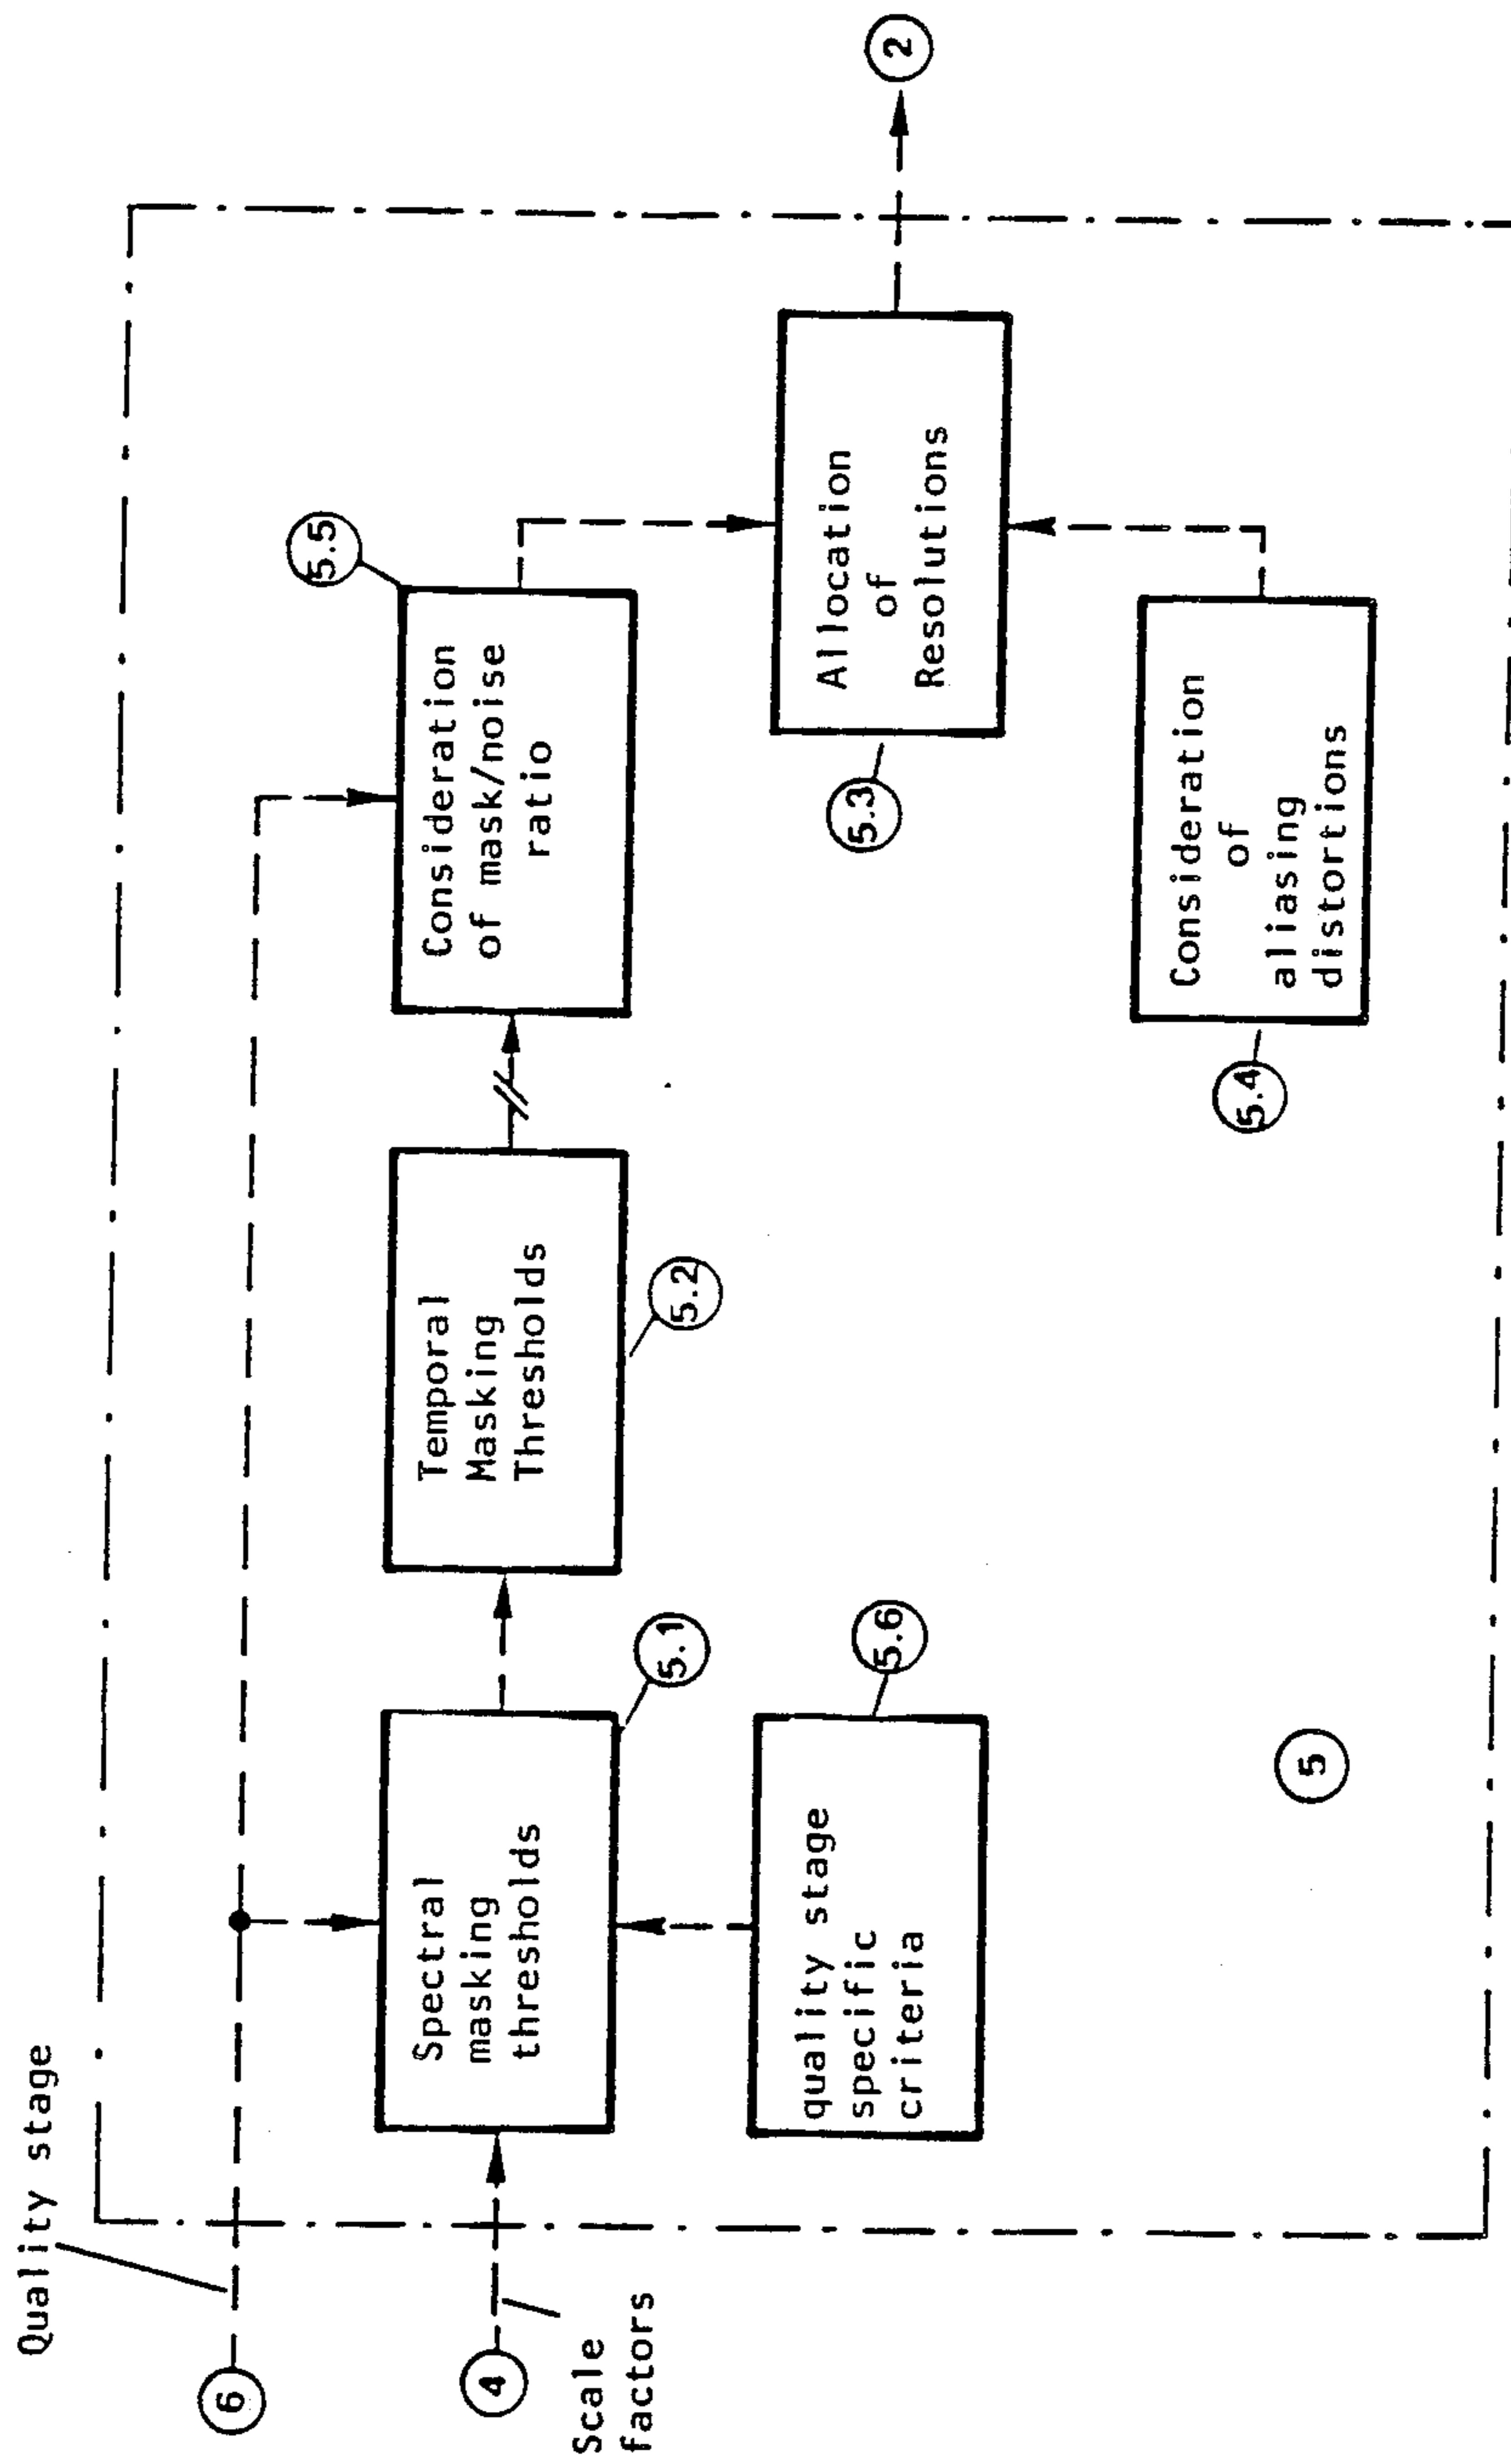 Quality stage
6
4
Scale
factors
Spectral
masking
thresholds
5.1
Temporal
Masking
Thresholds
5.2
Consideration
of mask/noise
ratio
5.5
quality stage
specific
criteria
5.6
Allocation
of
Resolutions
5.3
Consideration
of
aliasing
distortions
5.4
2
5